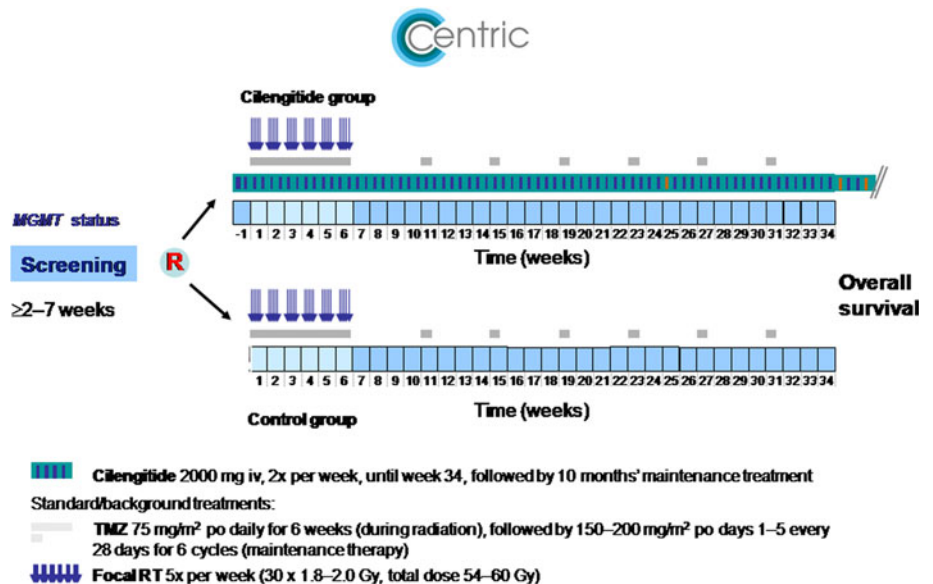 Centric
Cilengitide group
MGMT status
Screening
≥2–7 weeks
R
-1 1 2 3 4 5 6 7 8 9 10 11 12 13 14 15 16 17 18 19 20 21 22 23 24 25 26 27 28 29 30 31 32 33 34
Time (weeks)
Overall
survival
1 2 3 4 5 6 7 8 9 10 11 12 13 14 15 16 17 18 19 20 21 22 23 24 25 26 27 28 29 30 31 32 33 34
Time (weeks)
Control group
Cilengitide 2000 mg iv, 2x per week, until week 34, followed by 10 months' maintenance treatment
Standard/background treatments:
TMZ 75 mg/m² po daily for 6 weeks (during radiation), followed by 150–200 mg/m² po days 1–5 every
28 days for 6 cycles (maintenance therapy)
Focal RT 5x per week (30 x 1.8–2.0 Gy, total dose 54–60 Gy)